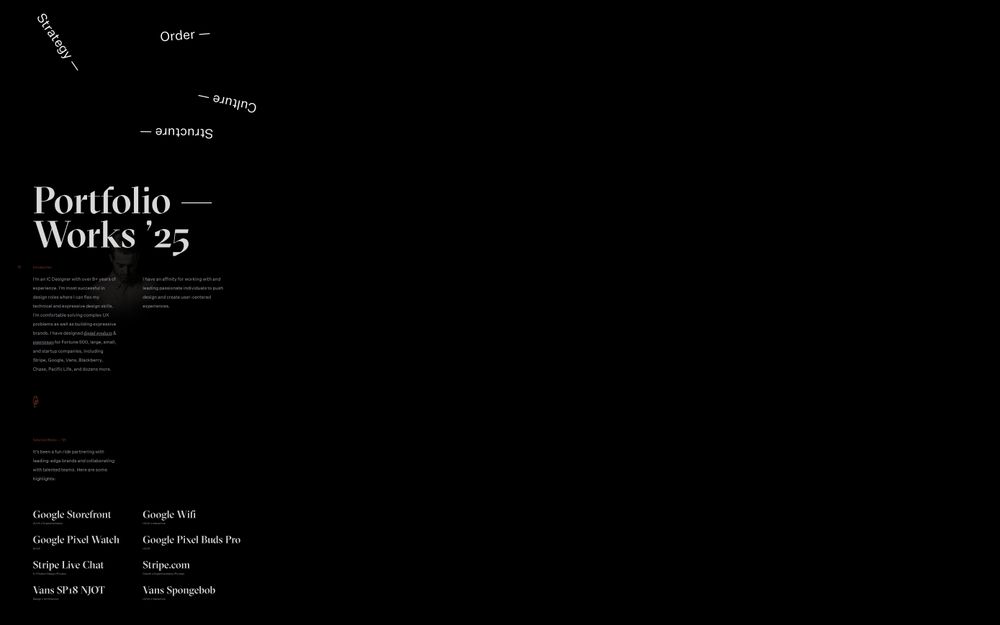 Strategy —
Order —
Culture —
Structure —
Portfolio —
Works ’25
Introduction
I'm an IC Designer with over 8+ years of
experience. I'm most successful in
design roles where I can flex my
technical and expressive design skills.
I'm comfortable solving complex UX
problems as well as building expressive
brands. I have designed digital products &
experiences for Fortune 500, large, small,
and startup companies, including
Stripe, Google, Vans, Blackberry,
Chase, Pacific Life, and dozens more.
I have an affinity for working with and
leading passionate individuals to push
design and create user-centered
experiences.
It's been a fun ride partnering with
leading-edge brands and collaborating
with talented teams. Here are some
highlights:
Google Storefront
Google Wifi
Google Pixel Watch
Google Pixel Buds Pro
Stripe Live Chat
Stripe.com
Vans SP18 NJOT
Vans Spongebob